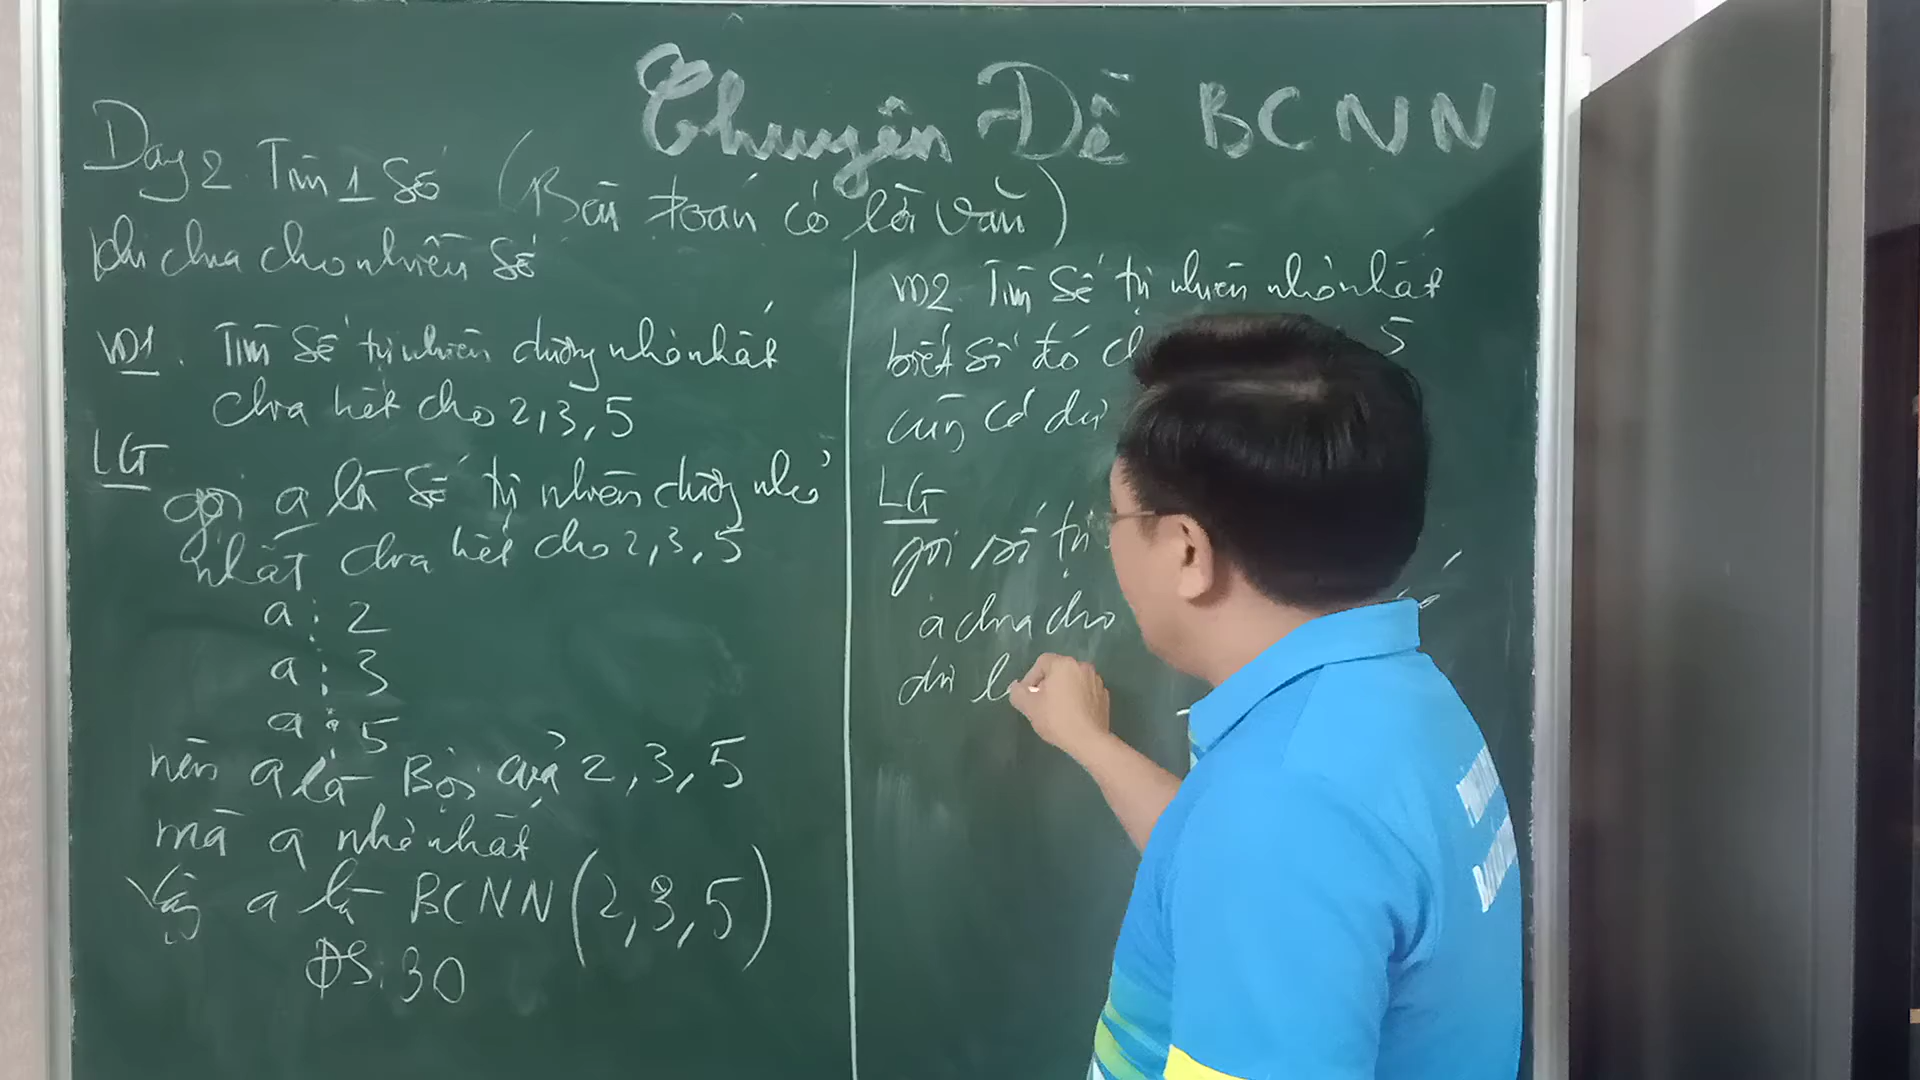 Chuyên Đề BCNN
Dạng 2. Tìm 1 số (Bài toán có lời văn)
khi chia cho nhiều số
VD1. Tìm số tự nhiên dương nhỏ nhất
chia hết cho 2, 3, 5
LG
gọi a là số tự nhiên dương nhỏ
nhất chia hết cho 2, 3, 5
a ⋮ 2
a ⋮ 3
a ⋮ 5
nên a là Bội của 2, 3, 5
mà a nhỏ nhất
Vậy a là BCNN (2, 3, 5)
ĐS: 30
VD2. Tìm số tự nhiên nhỏ nhất
biết số đó 5
cùng có dư
LG
gọi số tự
a chia cho
dư